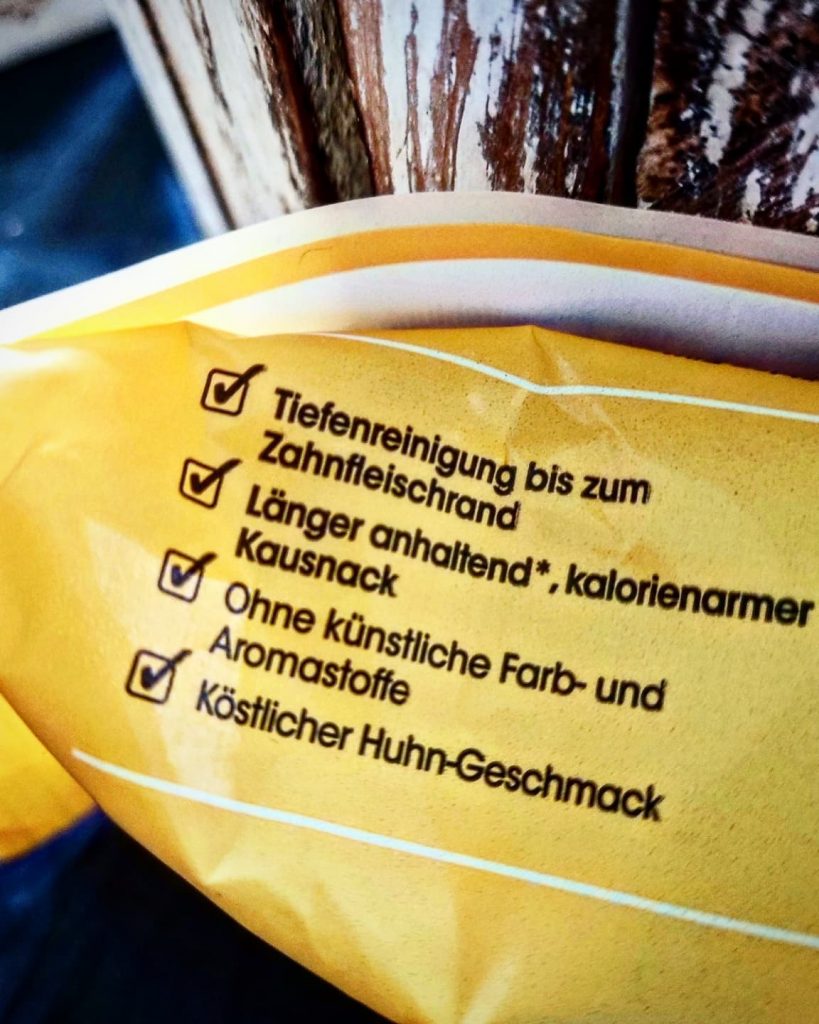 Tiefenreinigung bis zum
Zahnfleischrand
Länger anhaltend*, kalorienarmer
Kausnack
Ohne künstliche Farb- und
Aromastoffe
Köstlicher Huhn-Geschmack